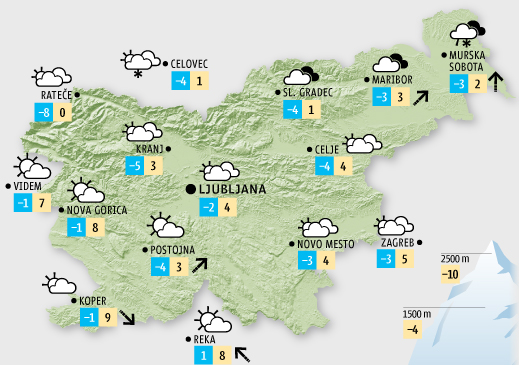 CELOVEC
–4 1
MURSKA
SOBOTA
–3 2
RATEČE
–8 0
SL. GRADEC
–4 1
MARIBOR
–3 3
KRANJ
–5 3
CELJE
–4 4
VIDEM
–1 7
LJUBLJANA
–2 4
NOVA GORICA
–1 8
POSTOJNA
–4 3
NOVO MESTO
–3 4
ZAGREB
–3 5
2500 m
–10
KOPER
–1 9
1500 m
–4
REKA
1 8